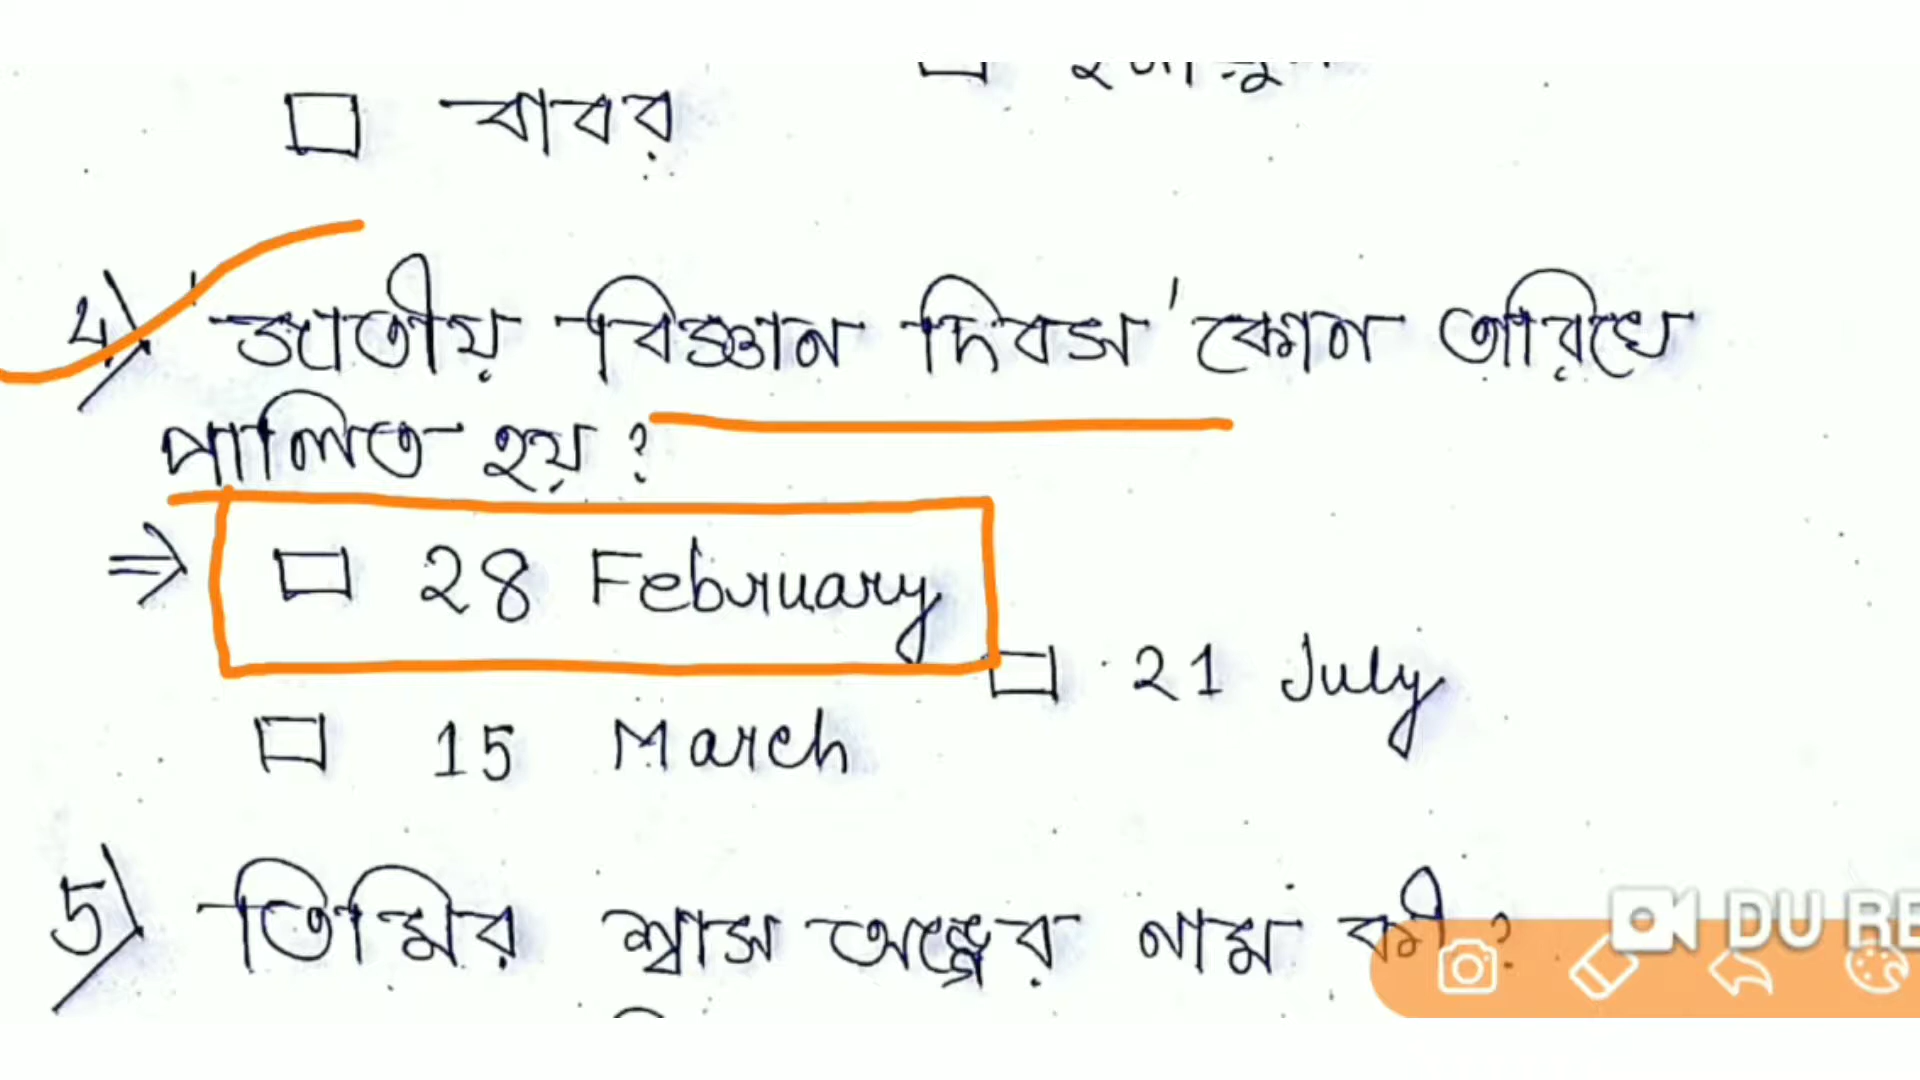 বাবর
4) 'জাতীয় বিজ্ঞান দিবস' কোন তারিখে
পালিত হয় ?
⇒ 28 February
21 July
15 March
5) তিমির শ্বাস অঙ্গের নাম কী ?
DU RE